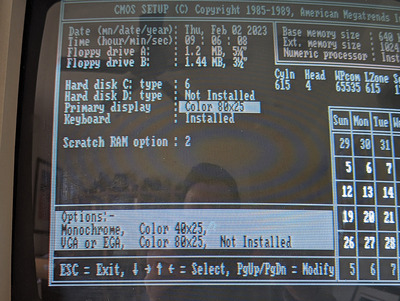 CMOS SETUP (C) Copyright 1985-1989, American Megatrends
Date (mn/date/year): Thu, Feb 02 2023
Time (hour/min/sec): 09 : 06 : 08
Floppy drive A: : 1.2 MB, 5¼"
Floppy drive B: : 1.44 MB, 3½"
Base memory size : 640
Ext. memory size : 1024
Numeric processor : Inst
Cyln Head WPcom LZone
Hard disk C: type : 6 615 4 65535 615
Hard disk D: type : Not Installed
Primary display : Color 80x25
Keyboard : Installed
Scratch RAM option : 2
Sun Mon Tue
29 30 31
5 6 7
12 13 14
19 20 21
26 27 28
5 6 7
Options:-
Monochrome, Color 40x25,
VGA or EGA, Color 80x25, Not Installed
ESC = Exit, ↓ → ↑ ← = Select, PgUp/PgDn = Modify